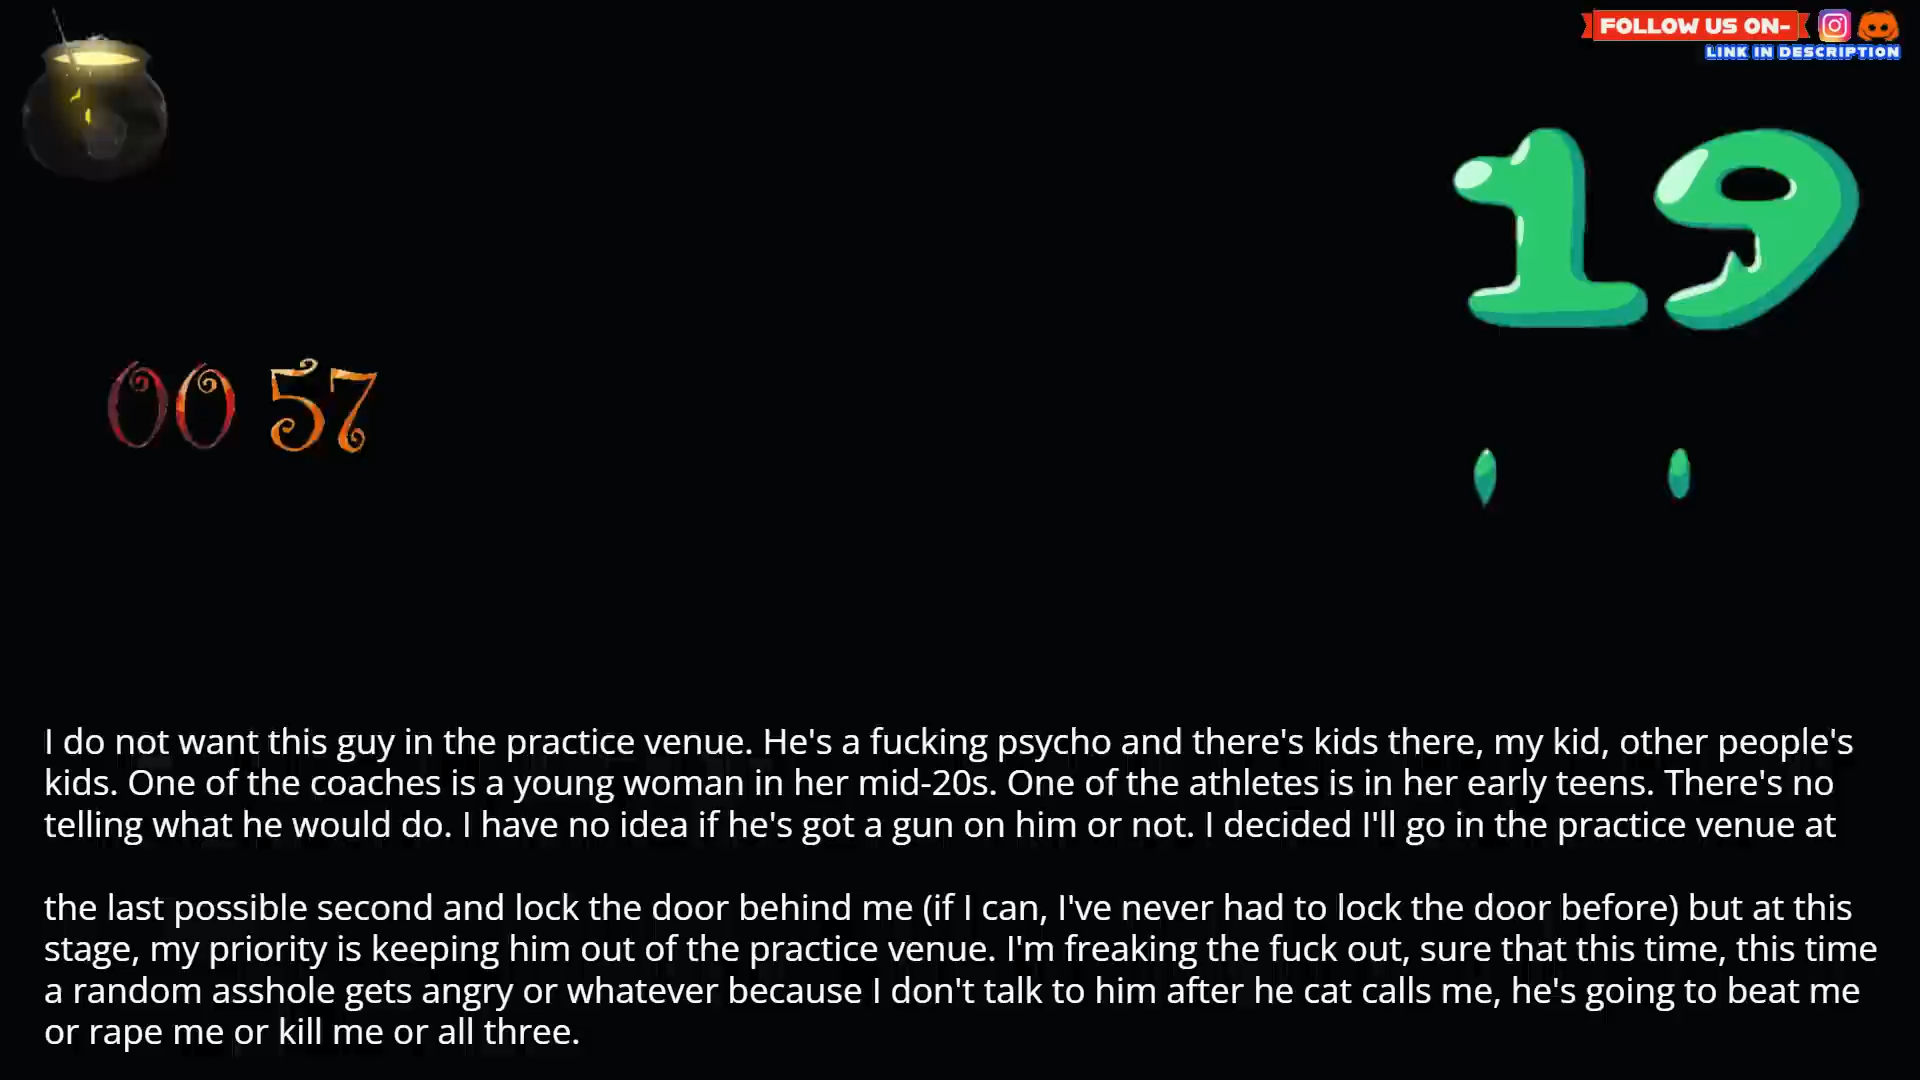 FOLLOW US ON-
LINK IN DESCRIPTION
19
00 57
I do not want this guy in the practice venue. He's a fucking psycho and there's kids there, my kid, other people's
kids. One of the coaches is a young woman in her mid-20s. One of the athletes is in her early teens. There's no
telling what he would do. I have no idea if he's got a gun on him or not. I decided I'll go in the practice venue at
the last possible second and lock the door behind me (if I can, I've never had to lock the door before) but at this
stage, my priority is keeping him out of the practice venue. I'm freaking the fuck out, sure that this time, this time
a random asshole gets angry or whatever because I don't talk to him after he cat calls me, he's going to beat me
or rape me or kill me or all three.